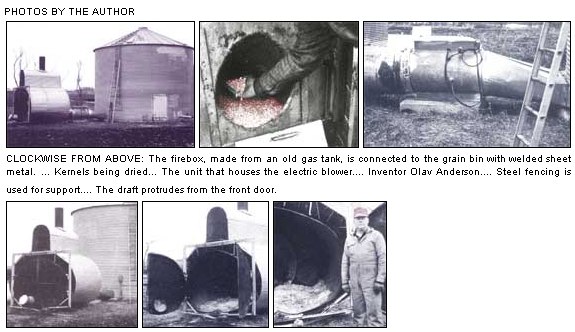 PHOTOS BY THE AUTHOR
CLOCKWISE FROM ABOVE: The firebox, made from an old gas tank, is connected to the grain bin with welded sheet
metal. ... Kernels being dried... The unit that houses the electric blower.... Inventor Olav Anderson.... Steel fencing is
used for support.... The draft protrudes from the front door.